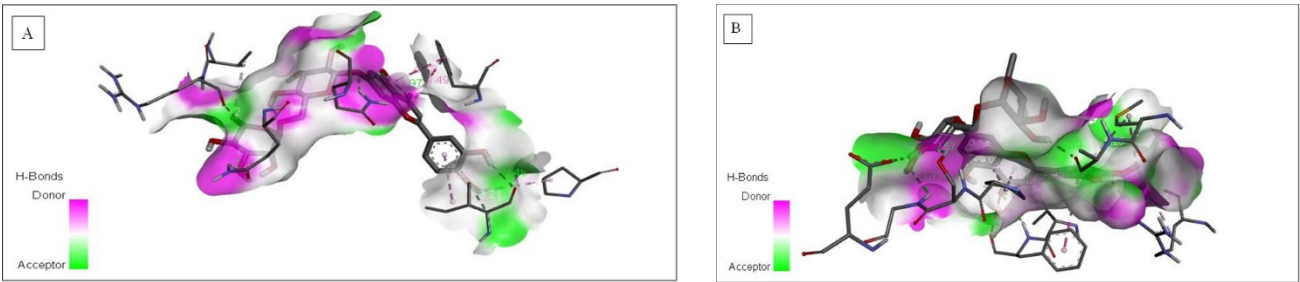 A
H-Bonds
Donor
Acceptor
B
H-Bonds
Donor
Acceptor